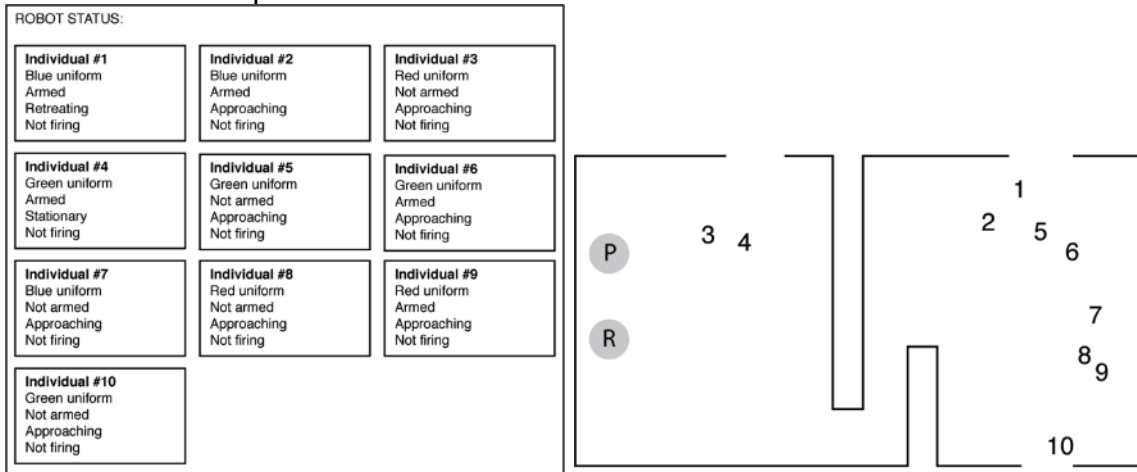 ROBOT STATUS:
Individual #1
Blue uniform
Armed
Retreating
Not firing
Individual #2
Blue uniform
Armed
Approaching
Not firing
Individual #3
Red uniform
Not armed
Approaching
Not firing
Individual #4
Green uniform
Armed
Stationary
Not firing
Individual #5
Green uniform
Not armed
Approaching
Not firing
Individual #6
Green uniform
Armed
Approaching
Not firing
Individual #7
Blue uniform
Not armed
Approaching
Not firing
Individual #8
Red uniform
Not armed
Approaching
Not firing
Individual #9
Red uniform
Armed
Approaching
Not firing
Individual #10
Green uniform
Not armed
Approaching
Not firing
P
R
3
4
1
2
5
6
7
8
9
10